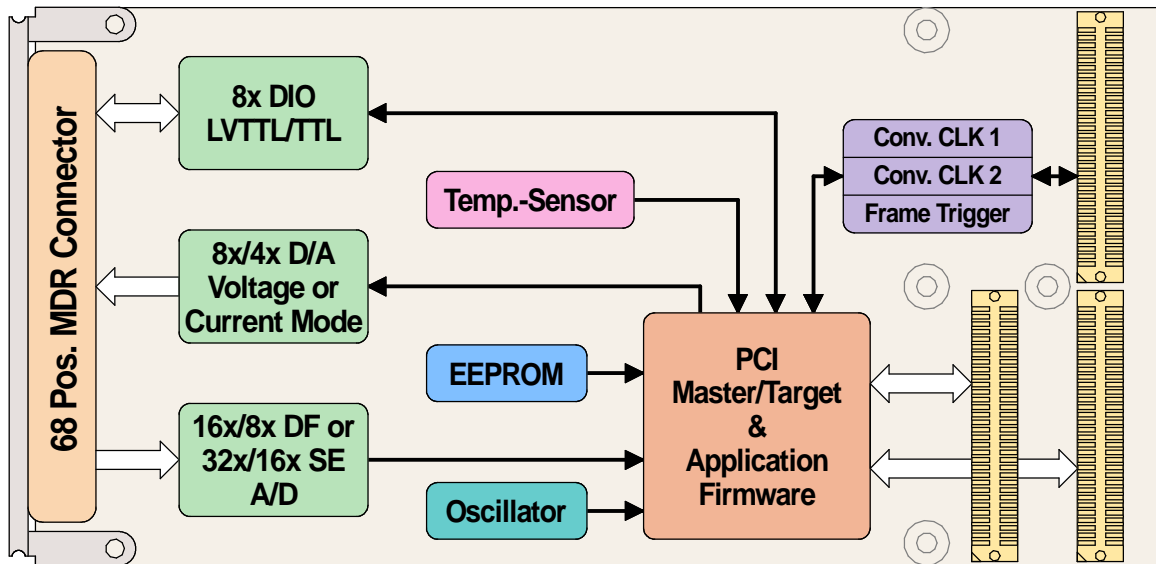 68 Pos. MDR Connector
8x DIO
LVTTL/TTL
Temp.-Sensor
Conv. CLK 1
Conv. CLK 2
Frame Trigger
8x/4x D/A
Voltage or
Current Mode
EEPROM
PCI
Master/Target
&
Application
Firmware
16x/8x DF or
32x/16x SE
A/D
Oscillator